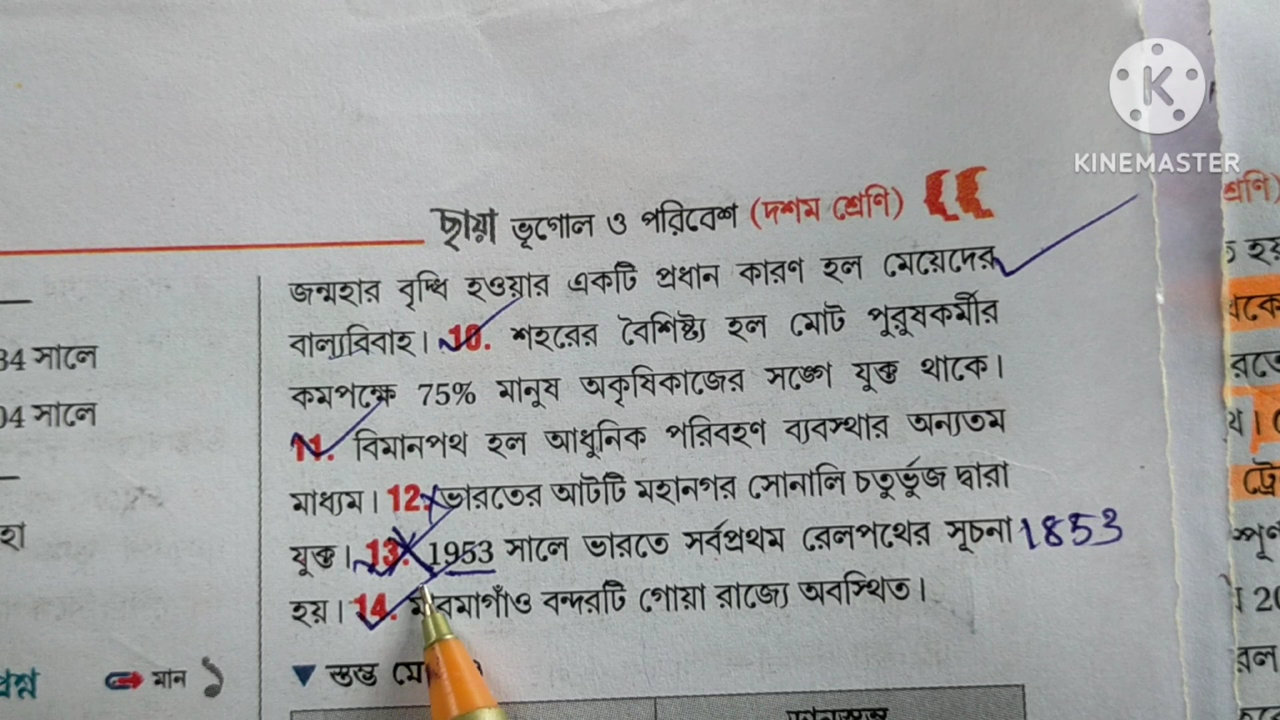 KINEMASTER
ছায়া ভূগোল ও পরিবেশ (দশম শ্রেণি)
জন্মহার বৃদ্ধি হওয়ার একটি প্রধান কারণ হল মেয়েদের
বাল্যবিবাহ। 10. শহরের বৈশিষ্ট্য হল মোট পুরুষকর্মীর
কমপক্ষে 75% মানুষ অকৃষিকাজের সঙ্গে যুক্ত থাকে।
11. বিমানপথ হল আধুনিক পরিবহণ ব্যবস্থার অন্যতম
মাধ্যম। 12. ভারতের আটটি মহানগর সোনালি চতুর্ভুজ দ্বারা
যুক্ত। 13. 1953 সালে ভারতে সর্বপ্রথম রেলপথের সূচনা 1853
হয়। 14. মারমাগাঁও বন্দরটি গোয়া রাজ্যে অবস্থিত।
▼ স্তম্ভ
34 সালে
04 সালে
মান ১